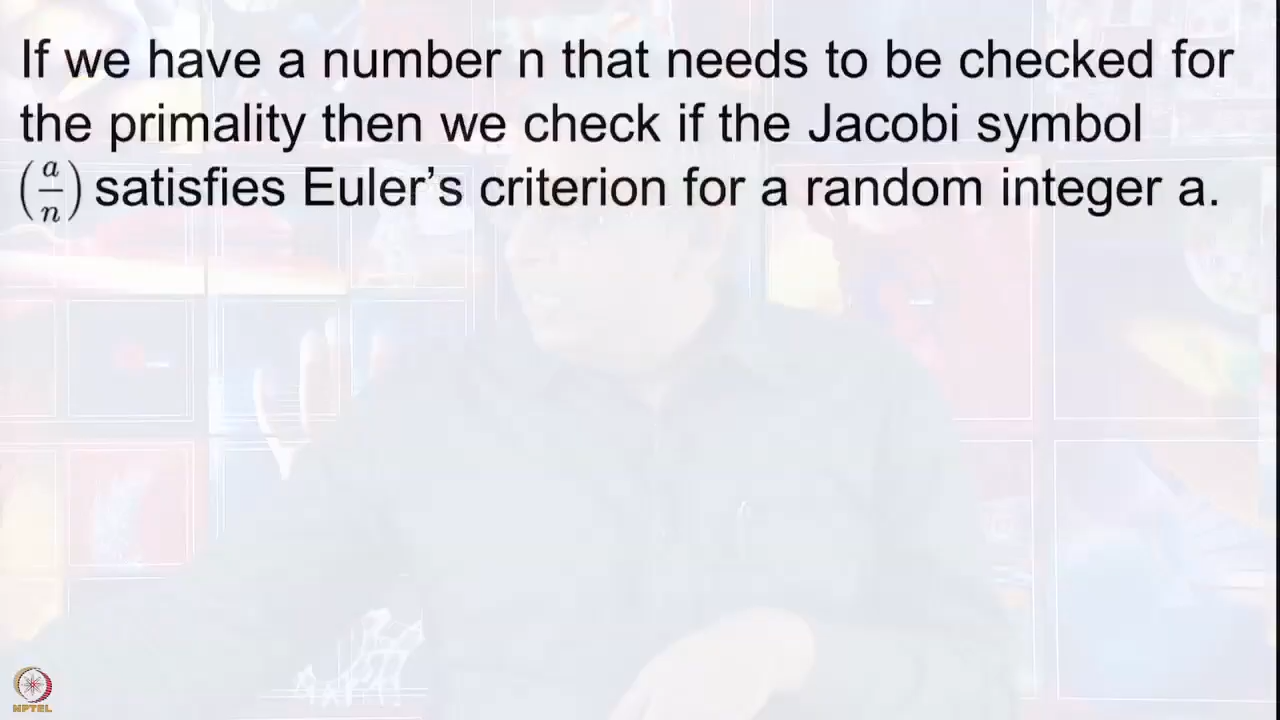 If we have a number n that needs to be checked for
the primality then we check if the Jacobi symbol
(a/n) satisfies Euler’s criterion for a random integer a.
NPTEL